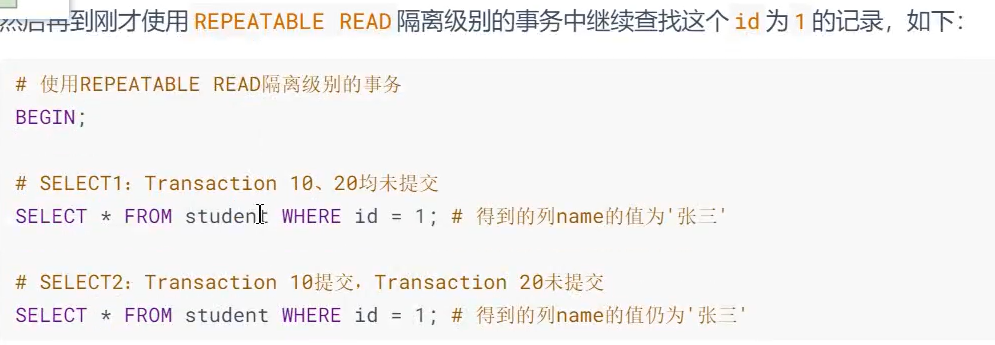 然后再到刚才使用 REPEATABLE READ 隔离级别的事务中继续查找这个 id 为 1 的记录，如下：
# 使用REPEATABLE READ隔离级别的事务
BEGIN;
# SELECT1：Transaction 10、20均未提交
SELECT * FROM student WHERE id = 1; # 得到的列name的值为'张三'
# SELECT2：Transaction 10提交，Transaction 20未提交
SELECT * FROM student WHERE id = 1; # 得到的列name的值仍为'张三'